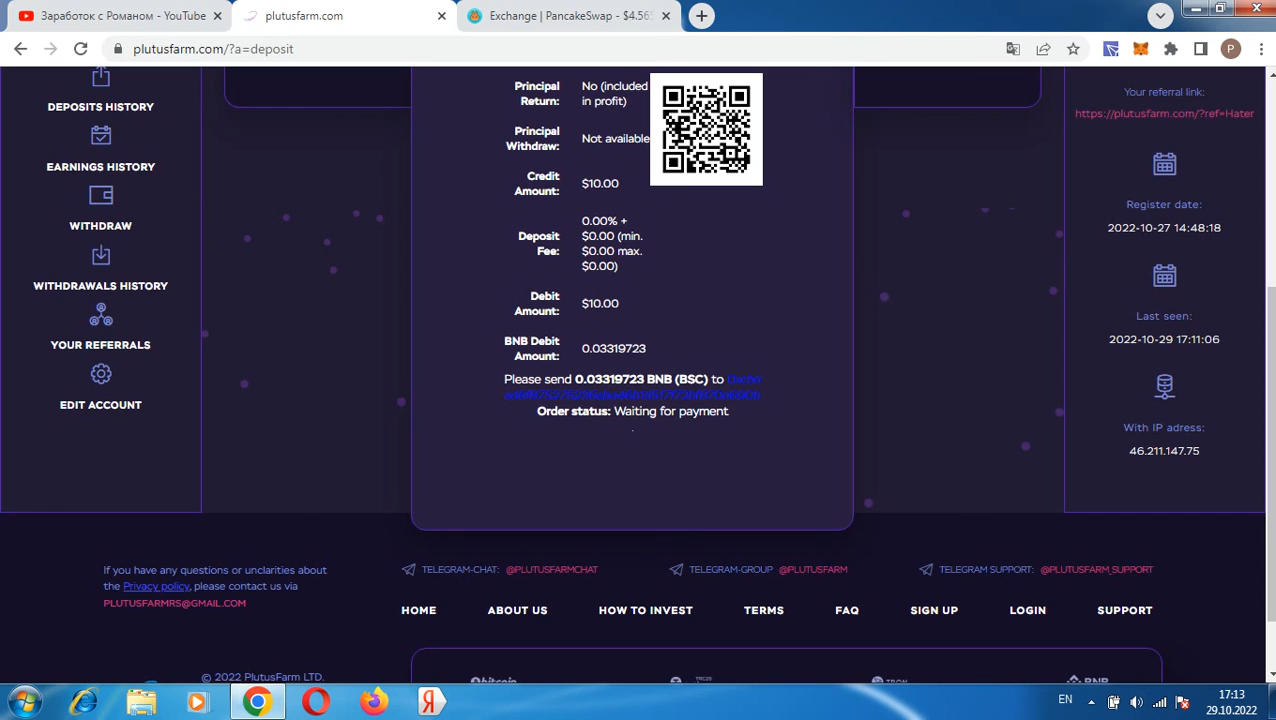 Заработок с Романом - YouTube
plutusfarm.com
Exchange | PancakeSwap - $4.565
plutusfarm.com/?a=deposit
P
DEPOSITS HISTORY
EARNINGS HISTORY
WITHDRAW
WITHDRAWALS HISTORY
YOUR REFERRALS
EDIT ACCOUNT
Principal Return:
No (included in profit)
Principal Withdraw:
Not available
Credit Amount:
$10.00
Deposit Fee:
0.00% +
$0.00 (min.
$0.00 max.
$0.00)
Debit Amount:
$10.00
BNB Debit Amount:
0.03319723
Please send 0.03319723 BNB (BSC) to
Order status: Waiting for payment
Your referral link:
https://plutusfarm.com/?ref=Hater
Register date:
2022-10-27 14:48:18
Last seen:
2022-10-29 17:11:06
With IP adress:
46.211.147.75
If you have any questions or unclarities about
the Privacy policy, please contact us via
PLUTUSFARMRS@GMAIL.COM
TELEGRAM-CHAT: @PLUTUSFARMCHAT
TELEGRAM-GROUP @PLUTUSFARM
TELEGRAM SUPPORT: @PLUTUSFARM_SUPPORT
HOME ABOUT US HOW TO INVEST TERMS FAQ SIGN UP LOGIN SUPPORT
© 2022 PlutusFarm LTD.
bitcoin
TRC20
TRON
BNB
EN
17:13
29.10.2022